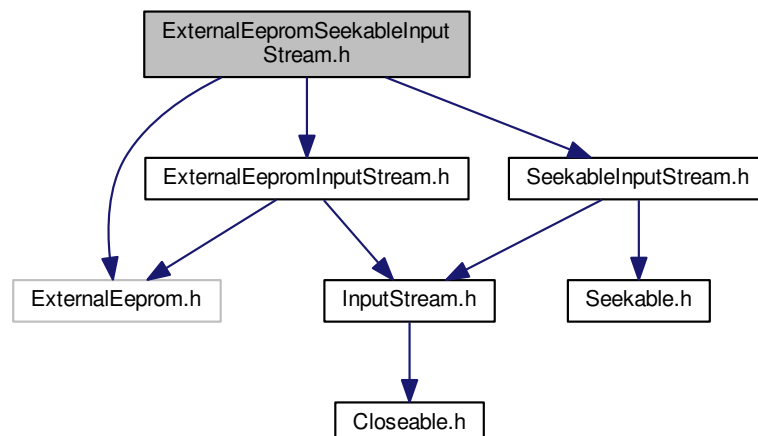 ExternalEepromSeekableInput
Stream.h
ExternalEepromInputStream.h
SeekableInputStream.h
ExternalEeprom.h
InputStream.h
Seekable.h
Closeable.h